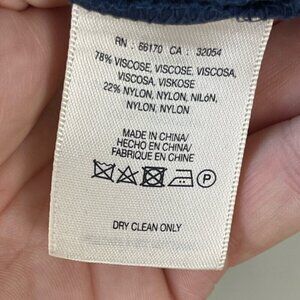 RN : 66170 CA : 32054
78% VISCOSE, VISCOSE, VISCOSA,
VISCOSA, VISKOSE
22% NYLON, NYLON, NILóN,
NYLON, NYLON
MADE IN CHINA/
HECHO EN CHINA/
FABRIQUE EN CHINE
P
DRY CLEAN ONLY